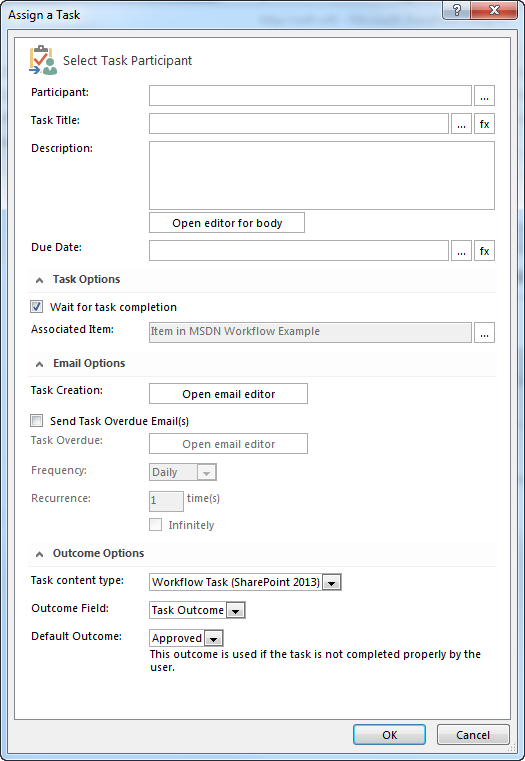 Assign a Task
?
Select Task Participant
Participant:
...
Task Title:
... fx
Description:
Open editor for body
Due Date:
... fx
Task Options
Wait for task completion
Associated Item: Item in MSDN Workflow Example ...
Email Options
Task Creation: Open email editor
Send Task Overdue Email(s)
Task Overdue: Open email editor
Frequency: Daily
Recurrence: 1 time(s)
Infinitely
Outcome Options
Task content type: Workflow Task (SharePoint 2013)
Outcome Field: Task Outcome
Default Outcome: Approved
This outcome is used if the task is not completed properly by the
user.
OK Cancel